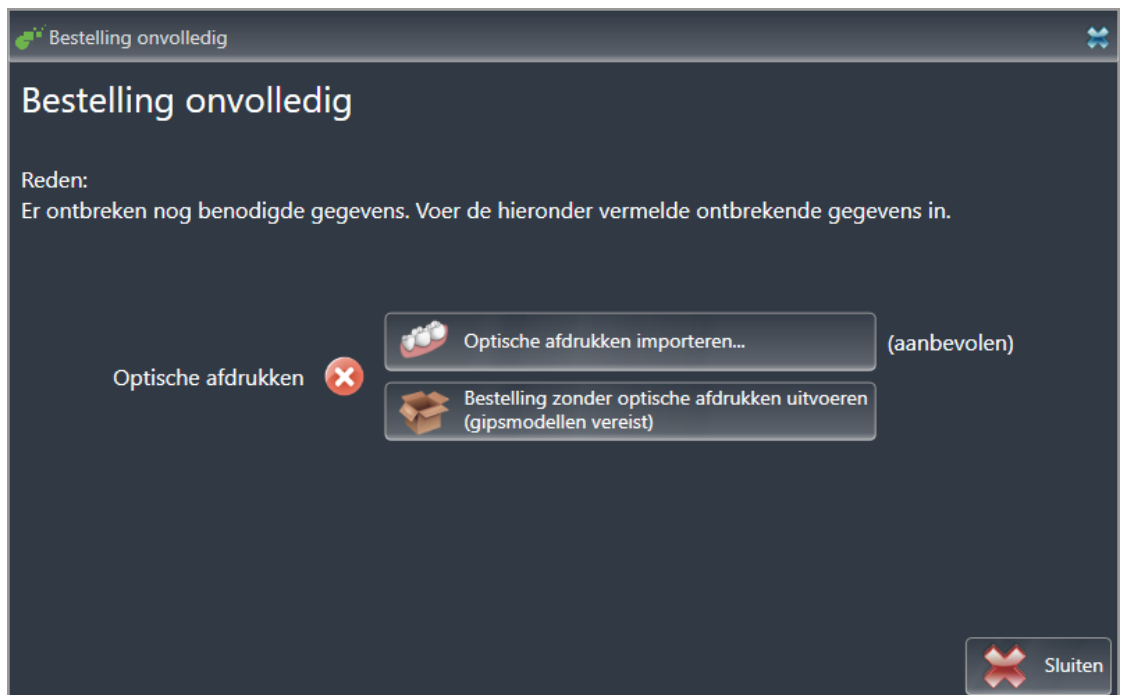 Bestelling onvolledig
Bestelling onvolledig
Reden:
Er ontbreken nog benodigde gegevens. Voer de hieronder vermelde ontbrekende gegevens in.
Optische afdrukken importeren...
(aanbevolen)
Optische afdrukken
Bestelling zonder optische afdrukken uitvoeren
(gipsmodellen vereist)
Sluiten